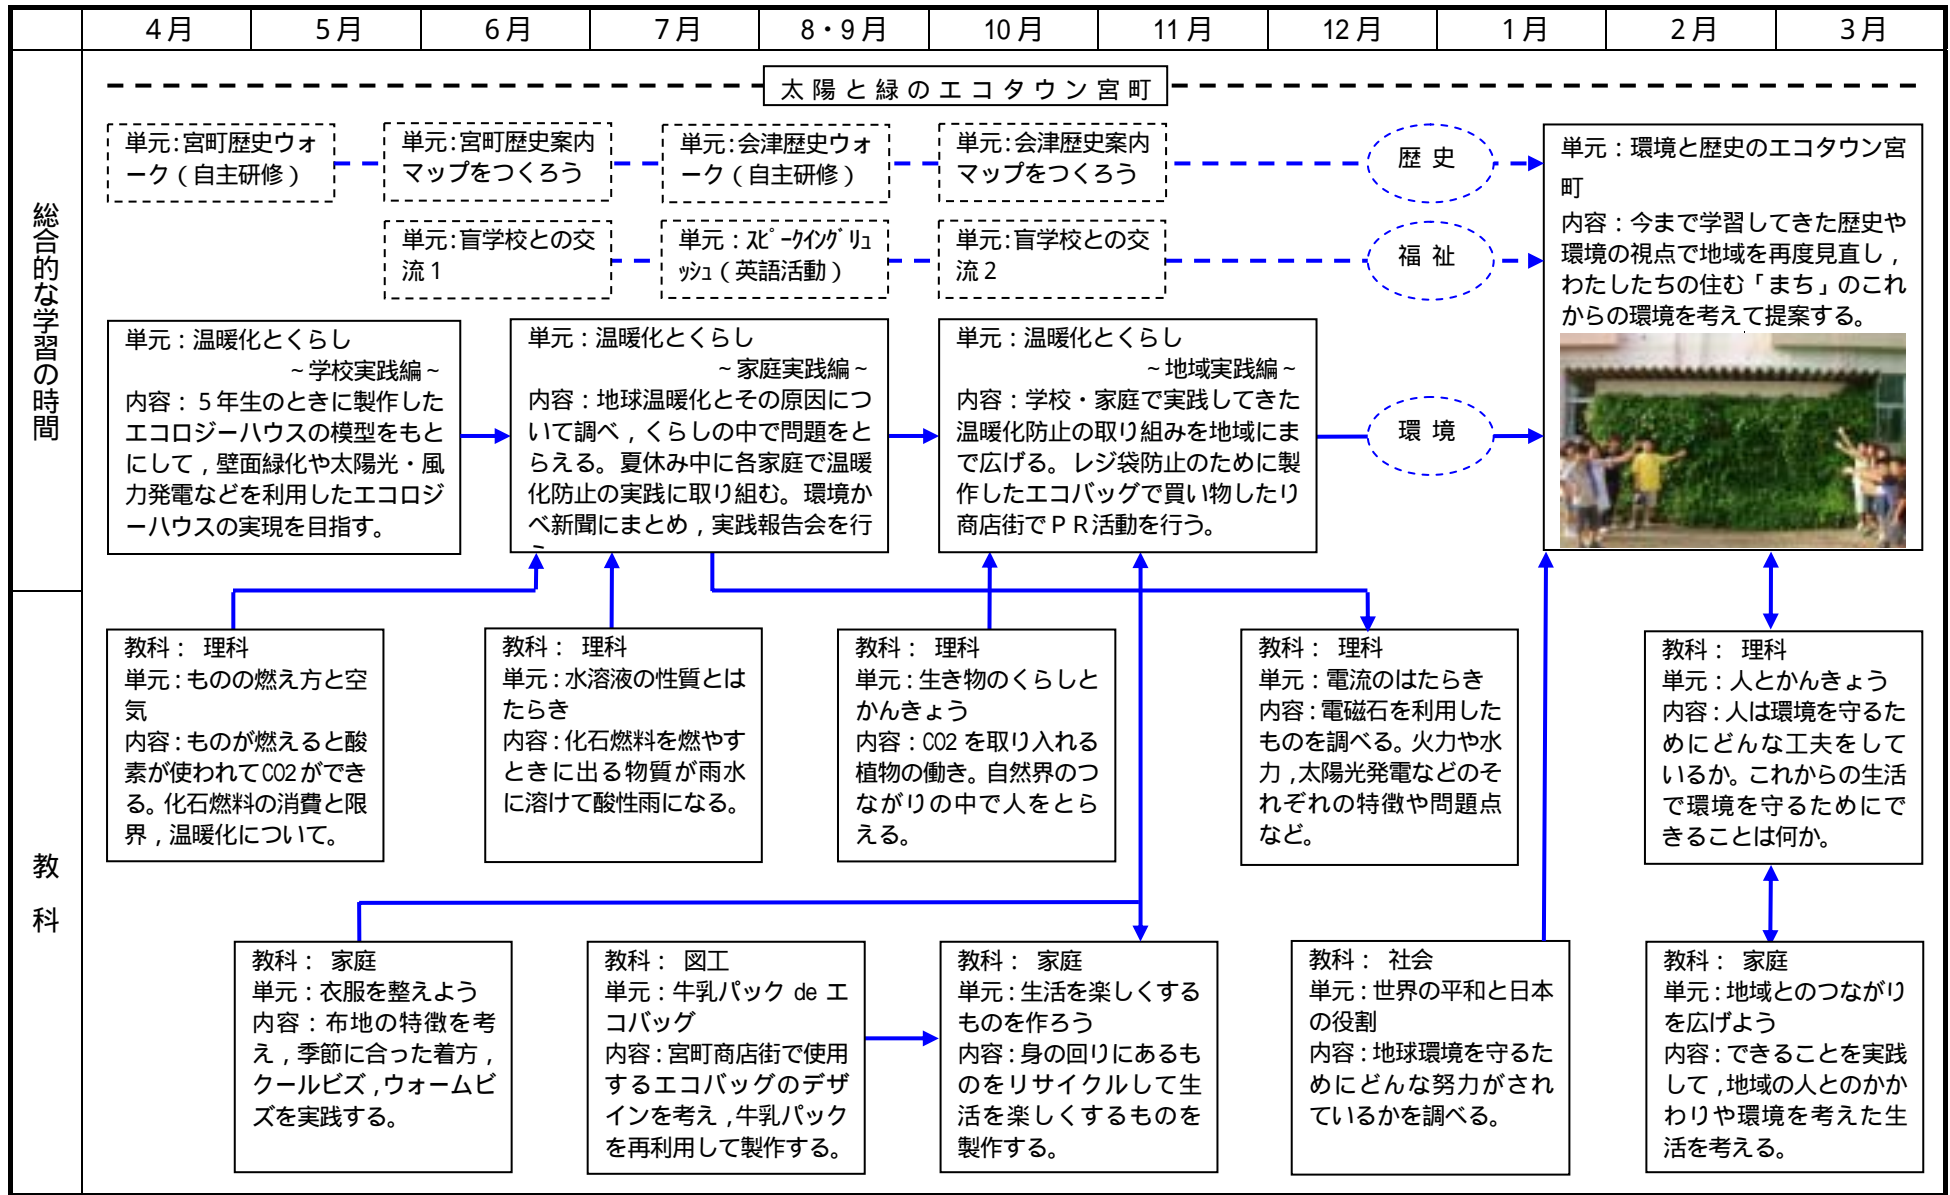 4月
5月
6月
7月
8・9月
10月
11月
12月
1月
2月
3月
総合的な学習の時間
太陽と緑のエコタウン宮町
単元：宮町歴史ウォ
ーク（自主研修）
単元：宮町歴史案内
マップをつくろう
単元：会津歴史ウォ
ーク（自主研修）
単元：会津歴史案内
マップをつくろう
歴 史
単元：盲学校との交
流１
単元：ｽﾋﾟｰｸｲﾝｸﾞﾘｭ
ｯｼｭ（英語活動）
単元：盲学校との交
流２
福 祉
単元：温暖化とくらし
～学校実践編～
内容：５年生のときに製作した
エコロジーハウスの模型をもと
にして，壁面緑化や太陽光・風
力発電などを利用したエコロジ
ーハウスの実現を目指す。
単元：温暖化とくらし
～家庭実践編～
内容：地球温暖化とその原因につ
いて調べ，くらしの中で問題をと
らえる。夏休み中に各家庭で温暖
化防止の実践に取り組む。環境か
べ新聞にまとめ，実践報告会を行
単元：温暖化とくらし
～地域実践編～
内容：学校・家庭で実践してきた
温暖化防止の取り組みを地域にま
で広げる。レジ袋防止のために製
作したエコバッグで買い物したり
商店街でＰＲ活動を行う。
環 境
単元：環境と歴史のエコタウン宮
町
内容：今まで学習してきた歴史や
環境の視点で地域を再度見直し，
わたしたちの住む「まち」のこれ
からの環境を考えて提案する。
教科
教科： 理科
単元：ものの燃え方と空
気
内容：ものが燃えると酸
素が使われてCO2ができ
る。化石燃料の消費と限
界，温暖化について。
教科： 理科
単元：水溶液の性質とは
たらき
内容：化石燃料を燃やす
ときに出る物質が雨水
に溶けて酸性雨になる。
教科： 理科
単元：生き物のくらしと
かんきょう
内容：CO2 を取り入れる
植物の働き。自然界のつ
ながりの中で人をとら
える。
教科： 理科
単元：電流のはたらき
内容：電磁石を利用した
ものを調べる。火力や水
力，太陽光発電などのそ
れぞれの特徴や問題点
など。
教科： 理科
単元：人とかんきょう
内容：人は環境を守るた
めにどんな工夫をして
いるか。これからの生活
で環境を守るためにで
きることは何か。
教科： 家庭
単元：衣服を整えよう
内容：布地の特徴を考
え，季節に合った着方，
クールビズ，ウォームビ
ズを実践する。
教科： 図工
単元：牛乳パック de エ
コバッグ
内容：宮町商店街で使用
するエコバッグのデザ
インを考え，牛乳パック
を再利用して製作する。
教科： 家庭
単元：生活を楽しくする
ものを作ろう
内容：身の回りにあるも
のをリサイクルして生
活を楽しくするものを
製作する。
教科： 社会
単元：世界の平和と日本
の役割
内容：地球環境を守るた
めにどんな努力がされ
ているかを調べる。
教科： 家庭
単元：地域とのつながり
を広げよう
内容：できることを実践
して，地域の人とのかか
わりや環境を考えた生
活を考える。